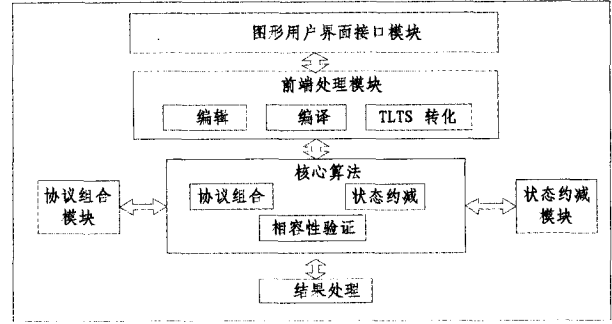 图形用户界面接口模块
前端处理模块
编辑 编译 TLTS 转化
核心算法
协议组合 状态约减
相容性验证
协议组合
模块
状态约减
模块
结果处理